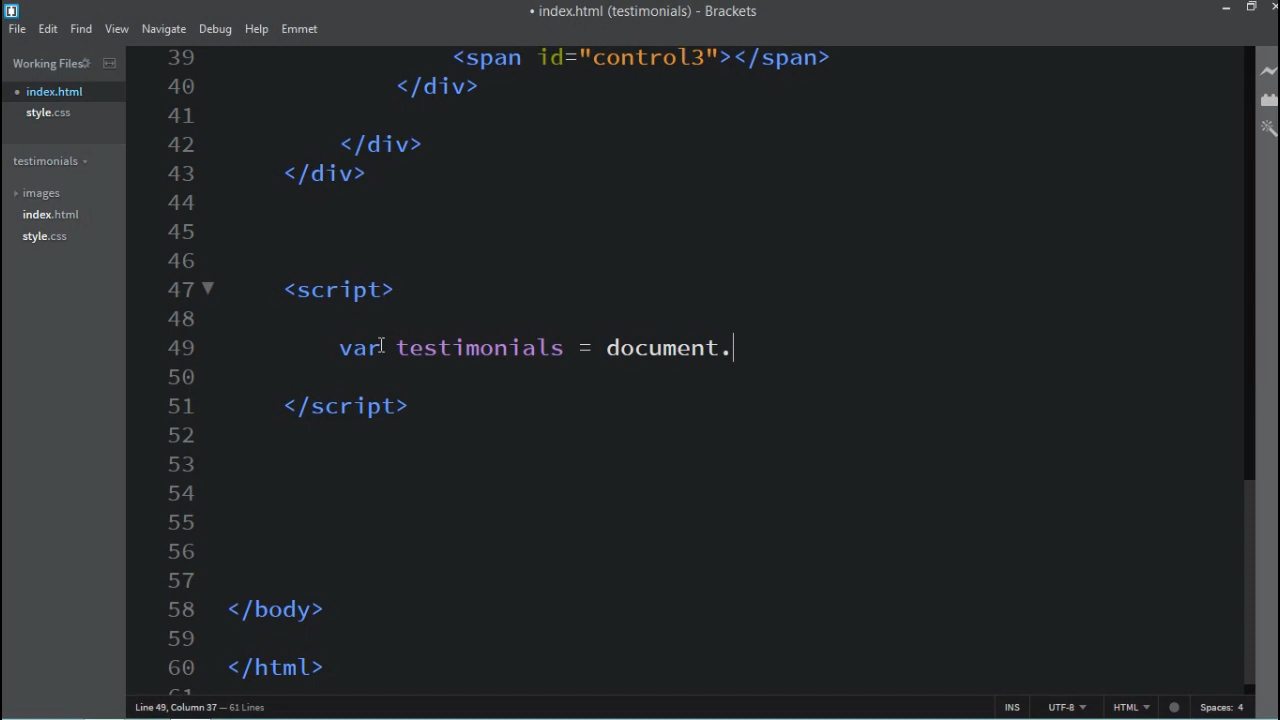 • index.html (testimonials) - Brackets
File Edit Find View Navigate Debug Help Emmet
Working Files
• index.html
style.css
testimonials
images
index.html
style.css
39 <span id="control3"></span>
40 </div>
41
42 </div>
43 </div>
44
45
46
47 <script>
48
49 var testimonials = document.
50
51 </script>
52
53
54
55
56
57
58 </body>
59
60 </html>
61
Line 49, Column 37 — 61 Lines
INS UTF-8 HTML Spaces: 4